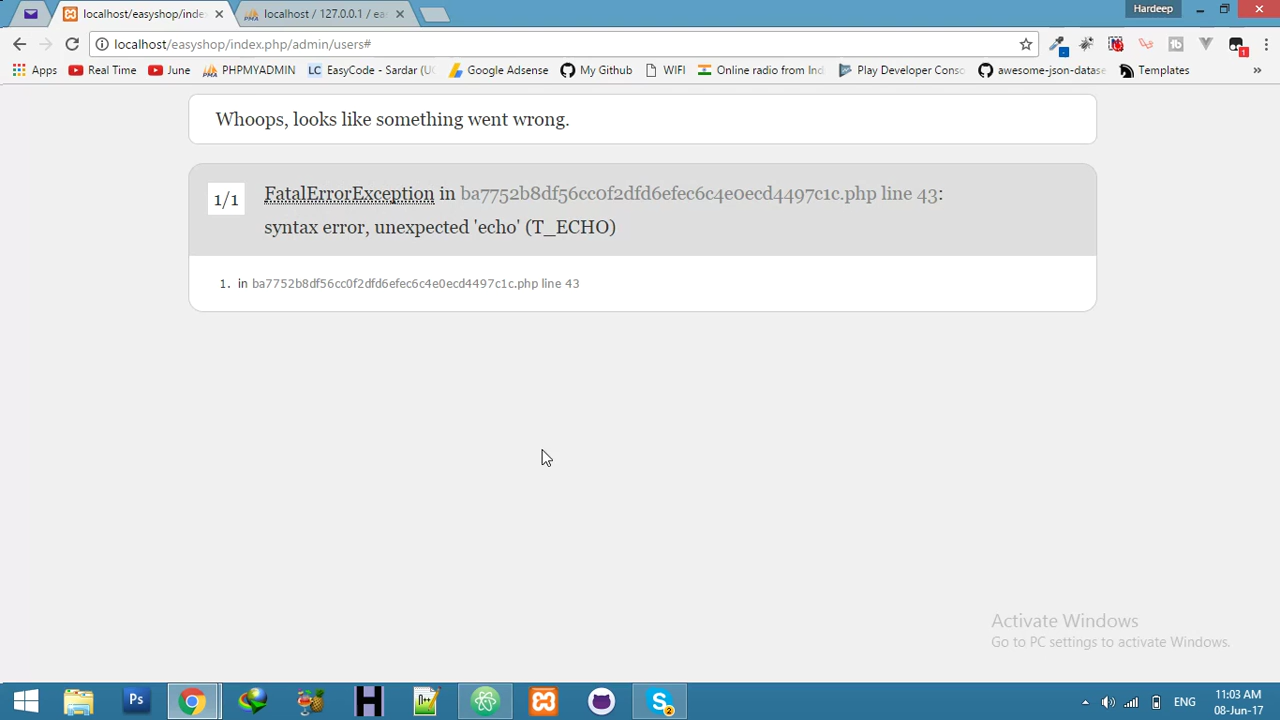 Hardeep
localhost/easyshop/inde
localhost / 127.0.0.1 / ea
localhost/easyshop/index.php/admin/users#
Apps Real Time June PHPMYADMIN LC EasyCode - Sardar (UC Google Adsense My Github WIFI Online radio from Ind Play Developer Conso awesome-json-datase Templates »
Whoops, looks like something went wrong.
1/1
FatalErrorException in ba7752b8df56cc0f2dfd6efec6c4e0ecd4497c1c.php line 43:
syntax error, unexpected 'echo' (T_ECHO)
1. in ba7752b8df56cc0f2dfd6efec6c4e0ecd4497c1c.php line 43
Activate Windows
Go to PC settings to activate Windows.
ENG
11:03 AM
08-Jun-17